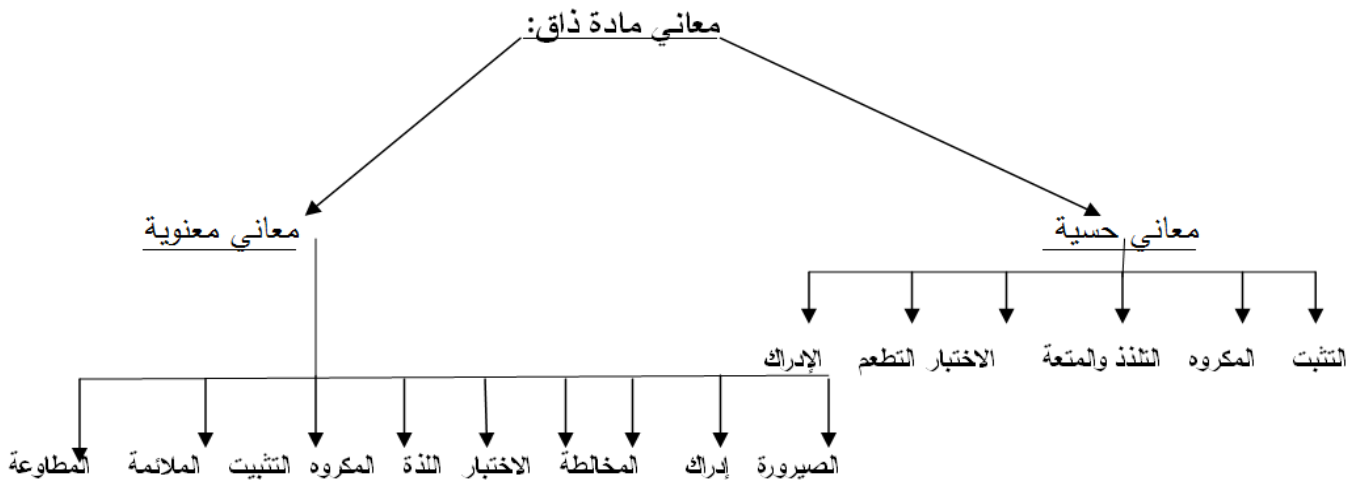 معاني مادة ذاق:
معاني حسية
معاني معنوية
التثبت المكروه التلذذ والمتعة الاختبار التطعم الإدراك
الصيرورة إدراك المخالطة الاختبار اللذة المكروه التثبيت الملائمة المطاوعة